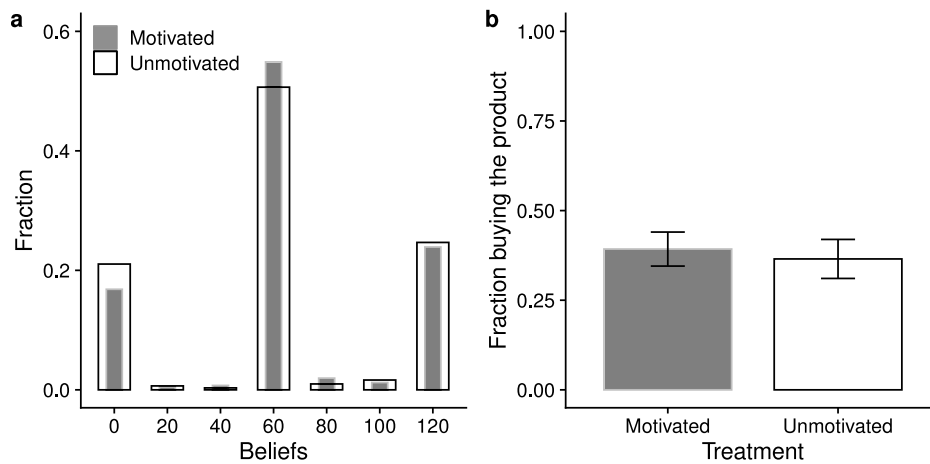 a
Motivated
Unmotivated
0.6
0.4
0.2
0.0
Fraction
0 20 40 60 80 100 120
Beliefs
b
1.00
0.75
0.50
0.25
0.00
Fraction buying the product
Motivated Unmotivated
Treatment